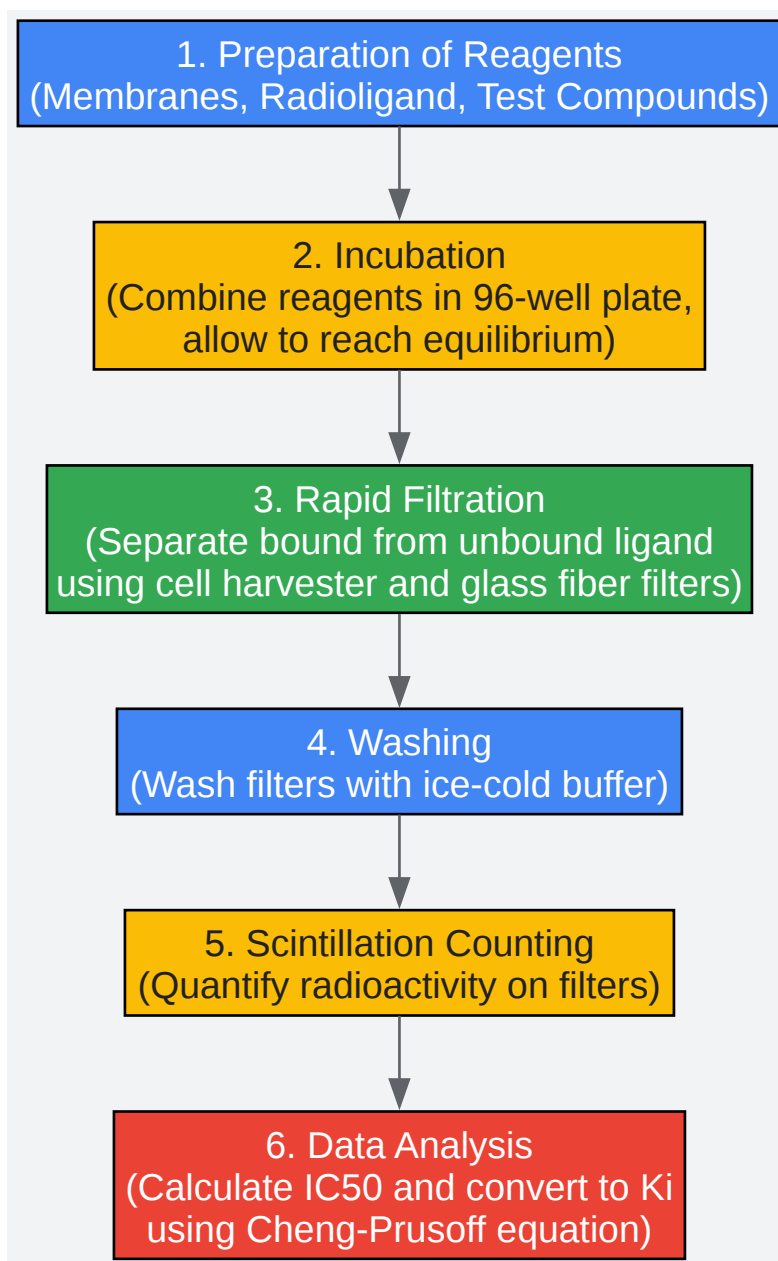 1. Preparation of Reagents
(Membranes, Radioligand, Test Compounds)
2. Incubation
(Combine reagents in 96-well plate,
allow to reach equilibrium)
3. Rapid Filtration
(Separate bound from unbound ligand
using cell harvester and glass fiber filters)
4. Washing
(Wash filters with ice-cold buffer)
5. Scintillation Counting
(Quantify radioactivity on filters)
6. Data Analysis
(Calculate IC50 and convert to Ki
using Cheng-Prusoff equation)